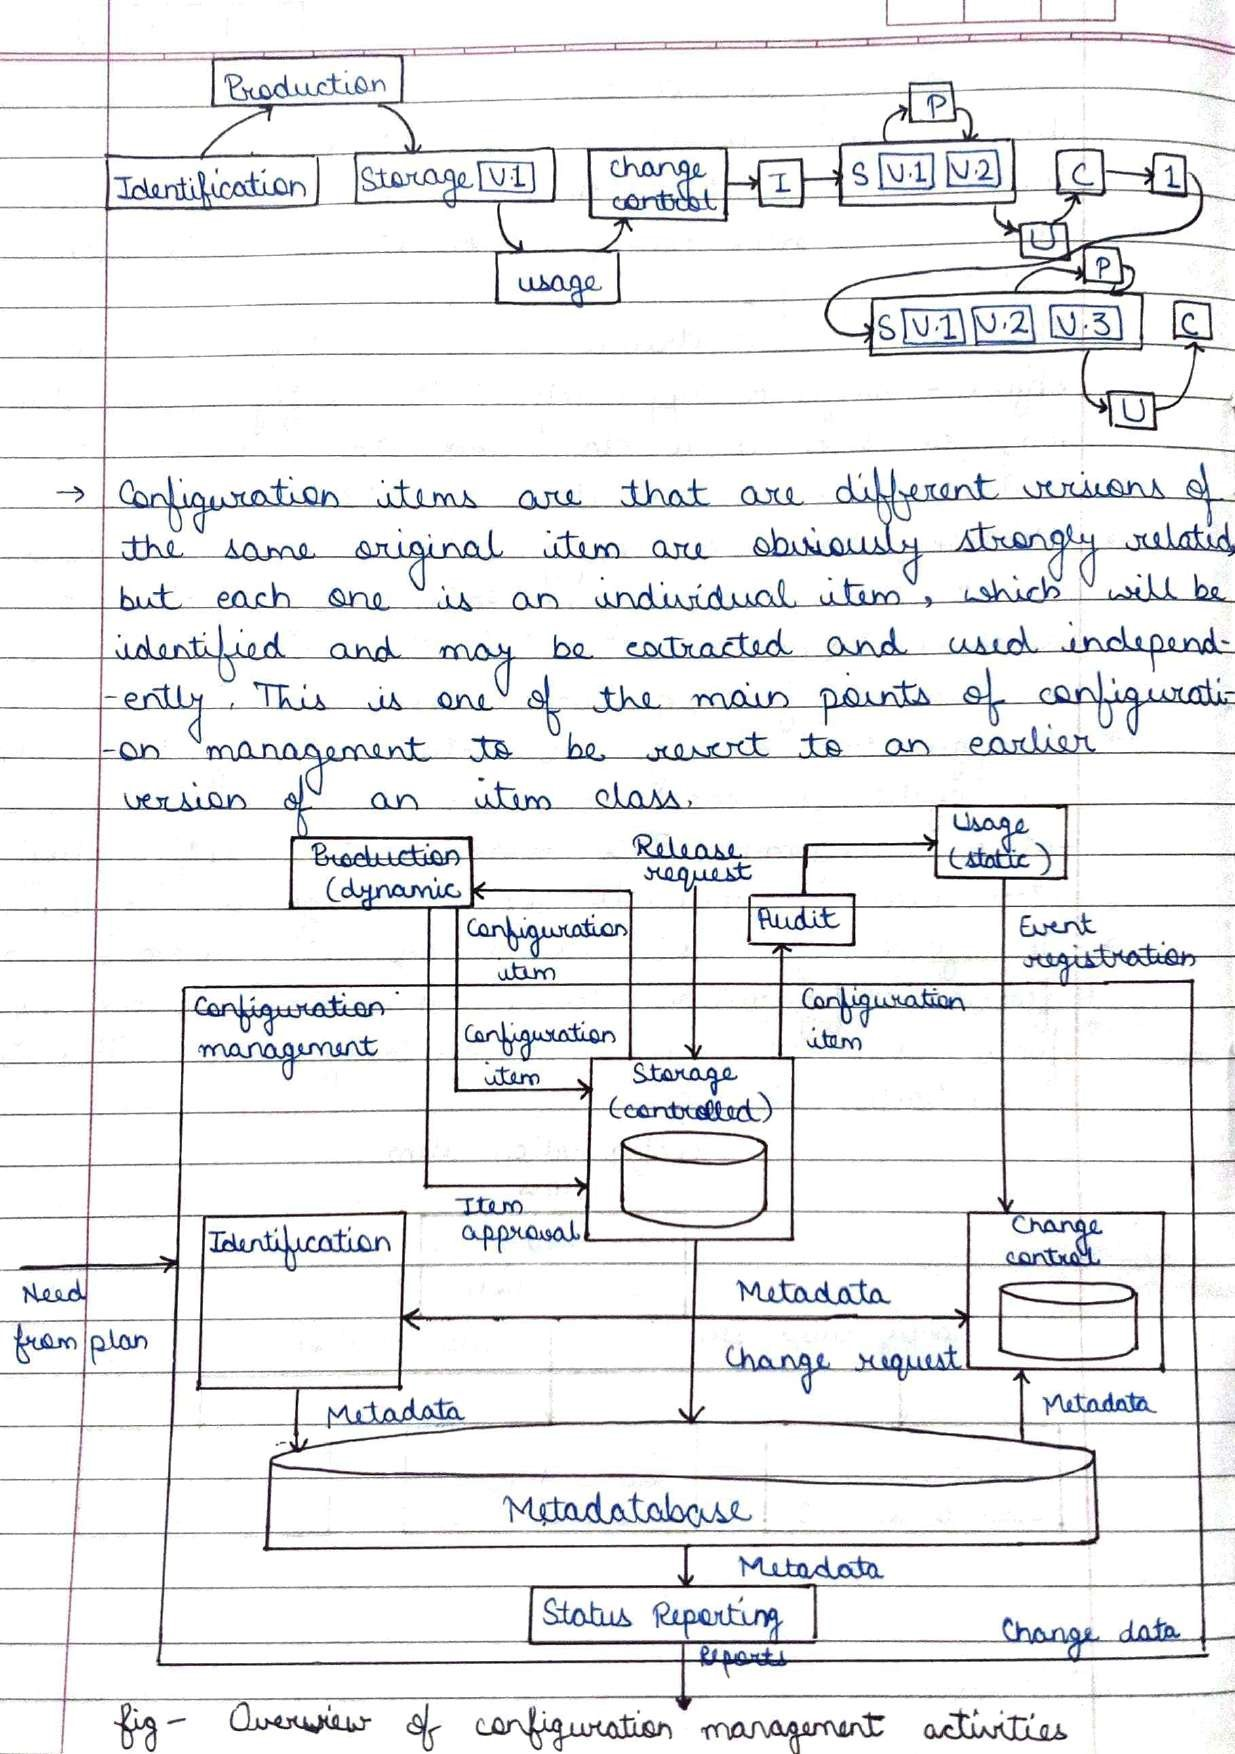 Production
P
Identification
Storage V.1
change
control
I
S V.1 V.2
C
1
U
usage
P
S V.1 V.2 V.3
C
U
→ Configuration items are that are different versions of
the same original item are obviously strongly related,
but each one is an individual item, which will be
identified and may be extracted and used independ-
-ently. This is one of the main points of configurati-
-on management to be revert to an earlier
version of an item class.
Production
(dynamic
Release
request
Usage
(static)
Audit
Configuration
item
Event
registration
Configuration
management
Configuration
item
Configuration
item
Storage
(controlled)
Item
approval
Identification
Change
control
Need
from plan
Metadata
Change request
Metadata
Metadata
Metadatabase
Metadata
Status Reporting
Change data
Reports
fig - Overview of configuration management activities